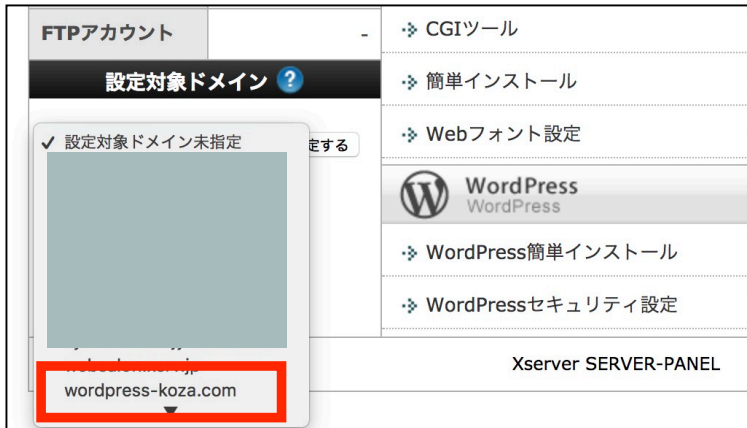 FTPアカウント
-
設定対象ドメイン ?
✓ 設定対象ドメイン未指定
定する
wordpress-koza.com
CGIツール
簡単インストール
Webフォント設定
WordPress
WordPress
WordPress簡単インストール
WordPressセキュリティ設定
Xserver SERVER-PANEL